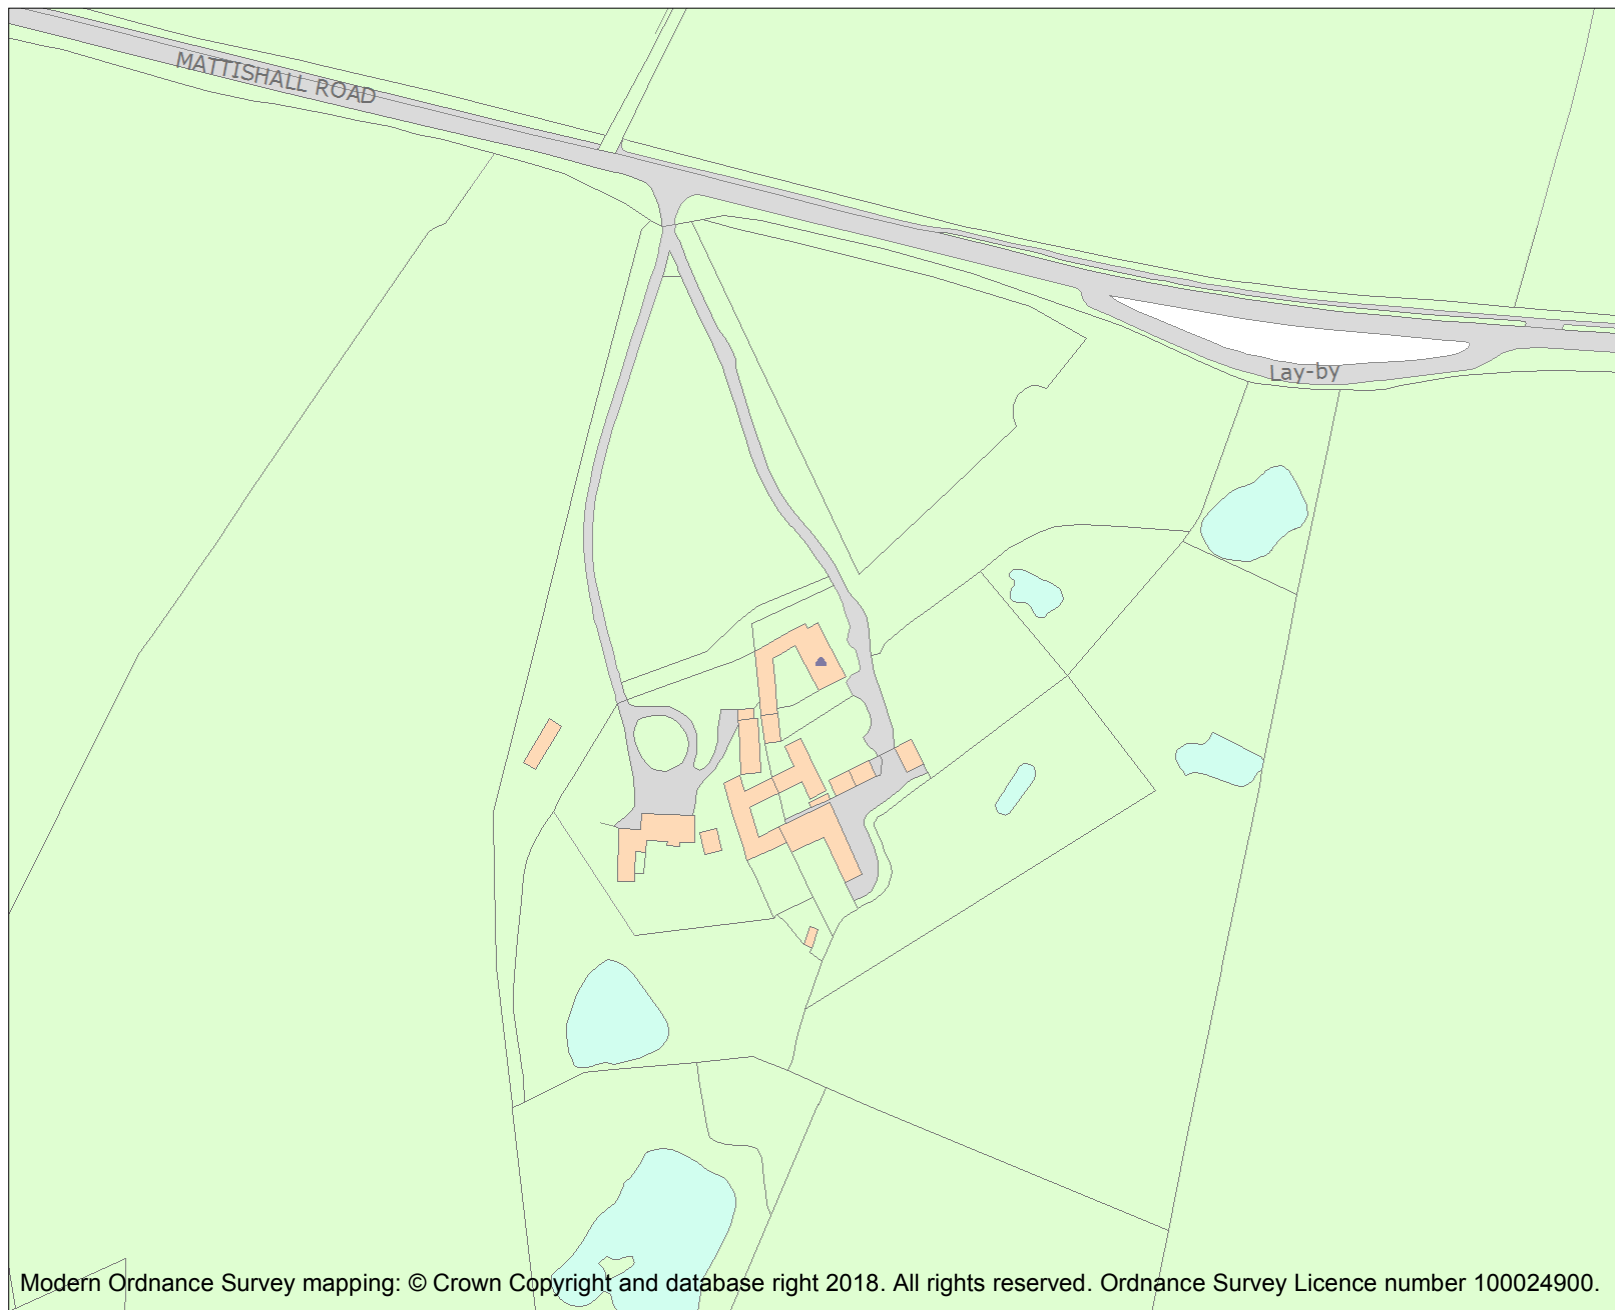 MATTISHALL ROAD
Lay-by
Modern Ordnance Survey mapping: © Crown Copyright and database right 2018. All rights reserved. Ordnance Survey Licence number 100024900.